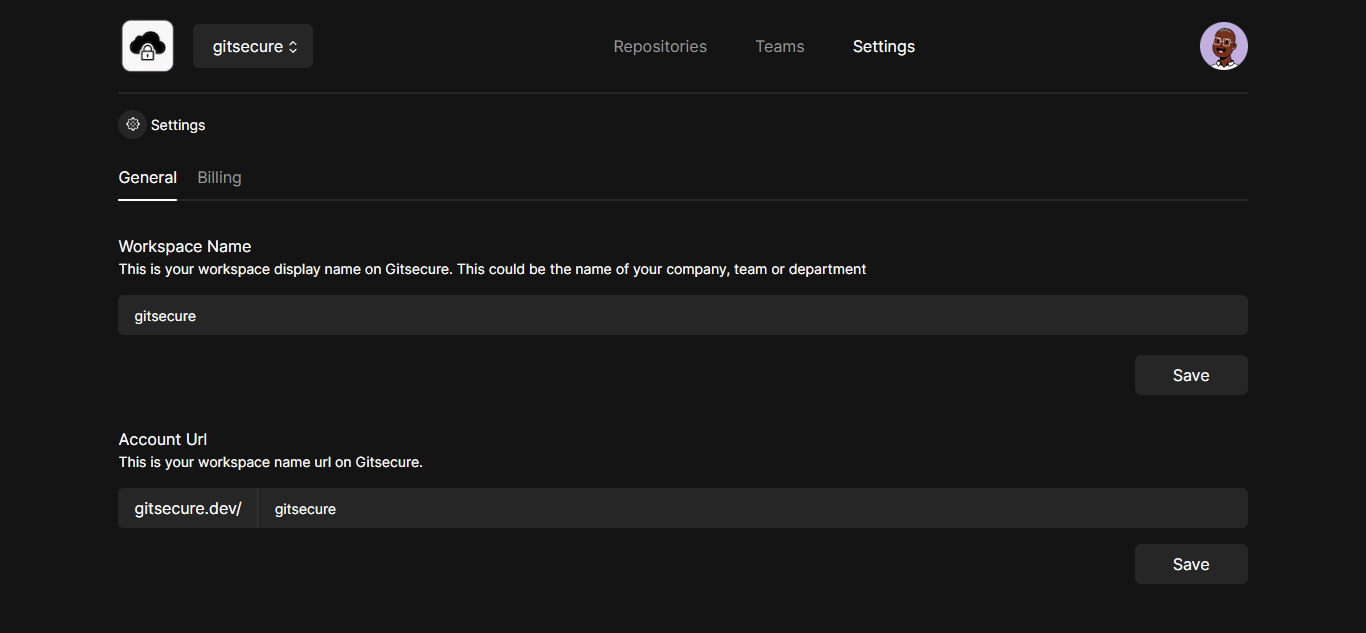 gitsecure
Repositories
Teams
Settings
Settings
General
Billing
Workspace Name
This is your workspace display name on Gitsecure. This could be the name of your company, team or department
gitsecure
Save
Account Url
This is your workspace name url on Gitsecure.
gitsecure.dev/
gitsecure
Save